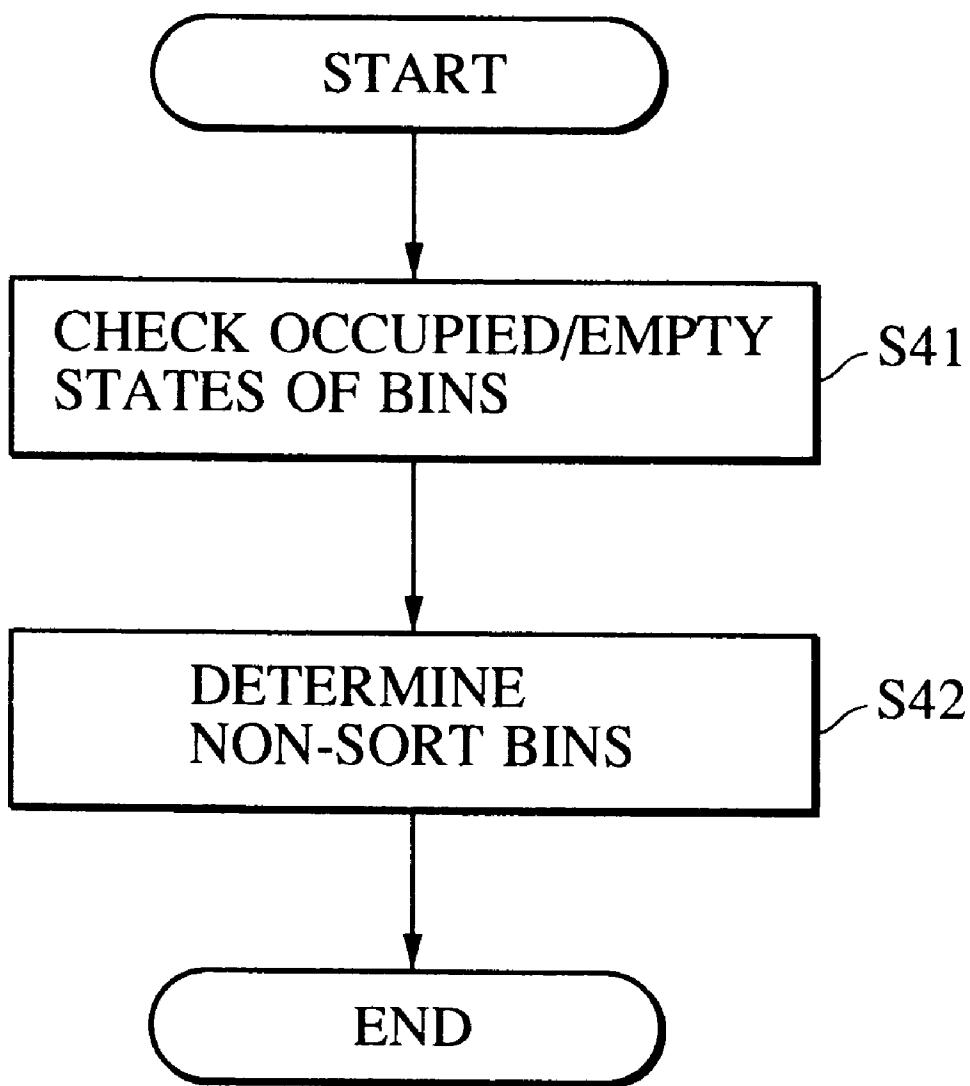 START
CHECK OCCUPIED/EMPTY
STATES OF BINS
S41
DETERMINE
NON-SORT BINS
S42
END